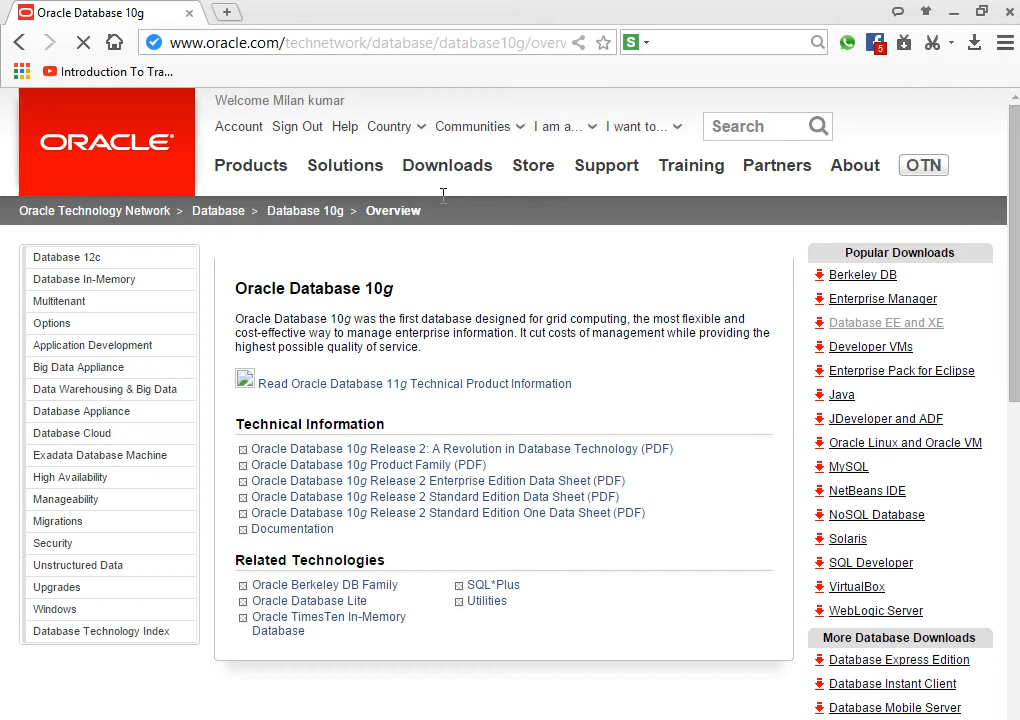 Oracle Database 10g
www.oracle.com/technetwork/database/database10g/overv
S
5
Introduction To Tra...
ORACLE
Welcome Milan kumar
Account Sign Out Help Country Communities I am a... I want to... Search
Products Solutions Downloads Store Support Training Partners About OTN
Oracle Technology Network > Database > Database 10g > Overview
Database 12c
Database In-Memory
Multitenant
Options
Application Development
Big Data Appliance
Data Warehousing & Big Data
Database Appliance
Database Cloud
Exadata Database Machine
High Availability
Manageability
Migrations
Security
Unstructured Data
Upgrades
Windows
Database Technology Index
Oracle Database 10g
Oracle Database 10g was the first database designed for grid computing, the most flexible and
cost-effective way to manage enterprise information. It cut costs of management while providing the
highest possible quality of service.
Read Oracle Database 11g Technical Product Information
Technical Information
Oracle Database 10g Release 2: A Revolution in Database Technology (PDF)
Oracle Database 10g Product Family (PDF)
Oracle Database 10g Release 2 Enterprise Edition Data Sheet (PDF)
Oracle Database 10g Release 2 Standard Edition Data Sheet (PDF)
Oracle Database 10g Release 2 Standard Edition One Data Sheet (PDF)
Documentation
Related Technologies
Oracle Berkeley DB Family
Oracle Database Lite
Oracle TimesTen In-Memory
Database
SQL*Plus
Utilities
Popular Downloads
Berkeley DB
Enterprise Manager
Database EE and XE
Developer VMs
Enterprise Pack for Eclipse
Java
JDeveloper and ADF
Oracle Linux and Oracle VM
MySQL
NetBeans IDE
NoSQL Database
Solaris
SQL Developer
VirtualBox
WebLogic Server
More Database Downloads
Database Express Edition
Database Instant Client
Database Mobile Server